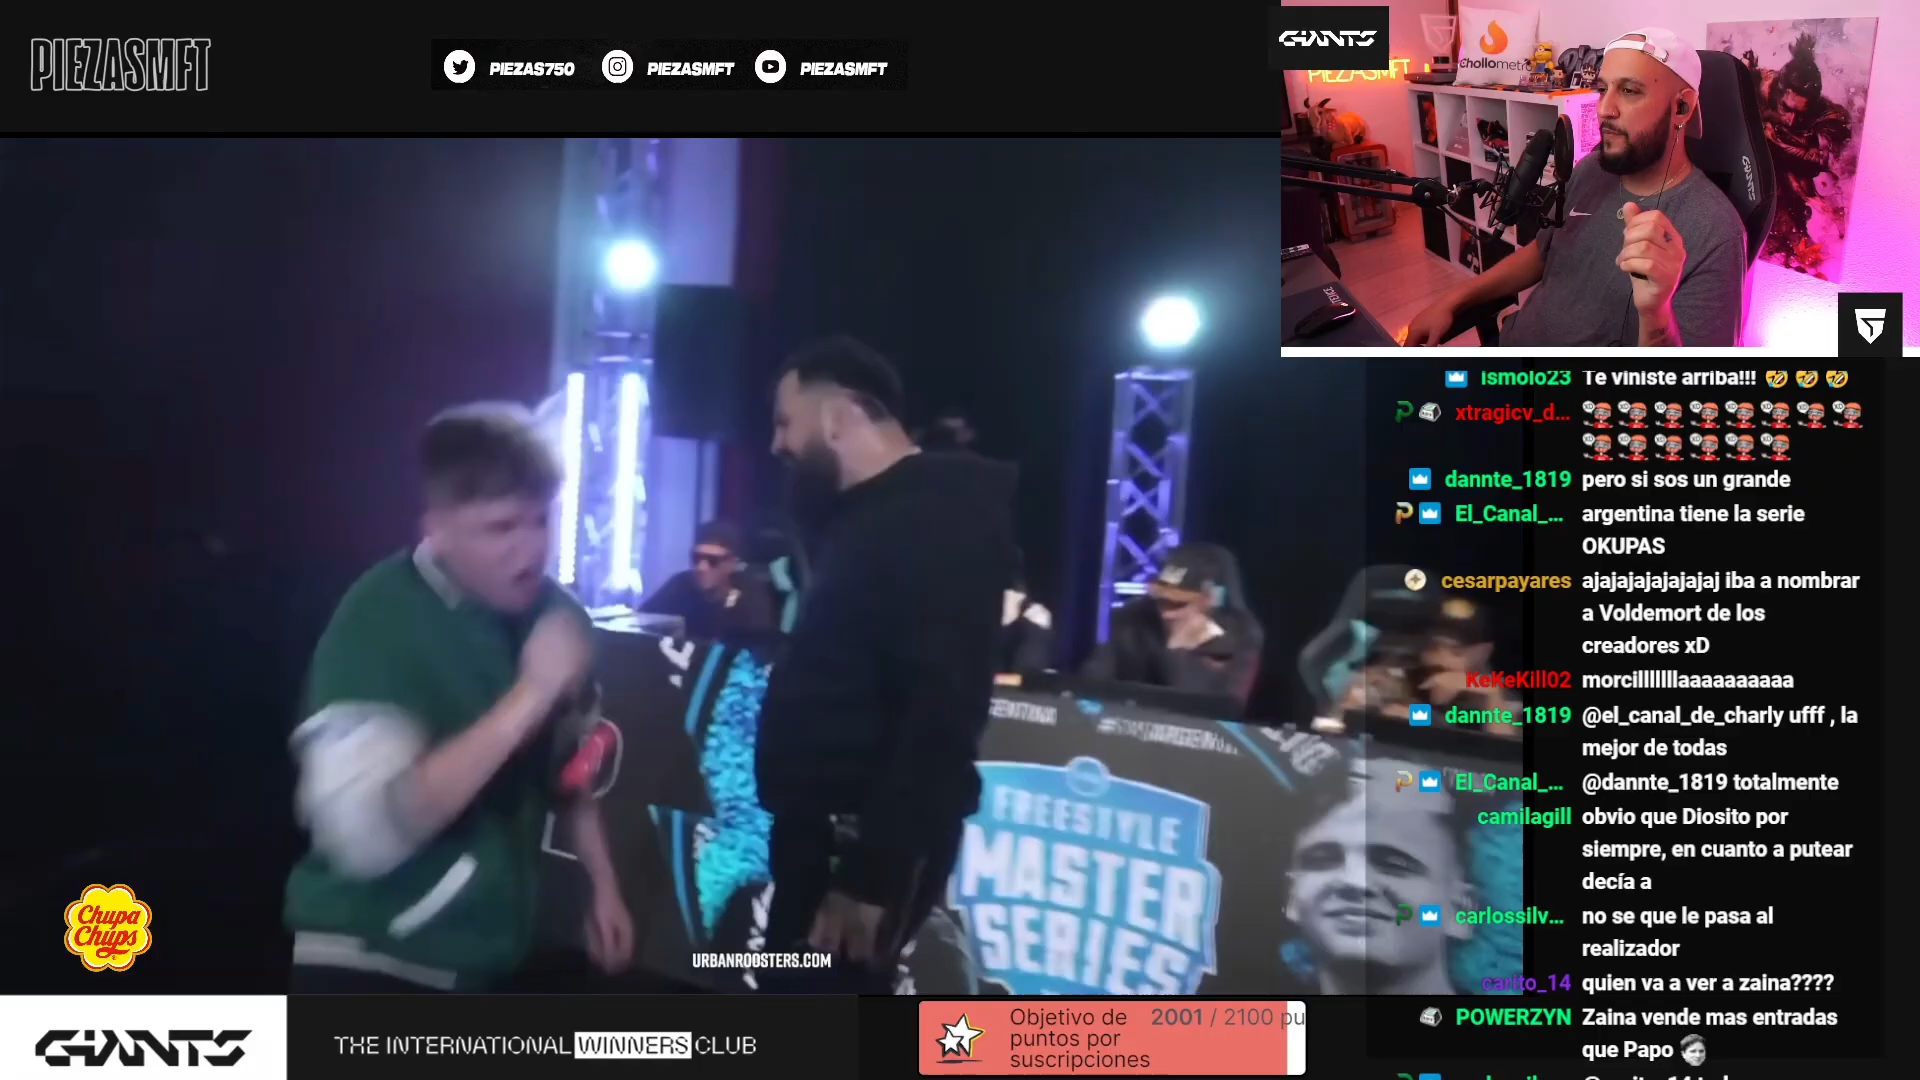 PIEZASMFT
PIEZAS750
PIEZASMFT
PIEZASMFT
GIANTS
PIEZASMFT
Chollometro
ismolo23 Te viniste arriba!!! 🤣 🤣 🤣
xtragicv_d...
dannte_1819 pero si sos un grande
El_Canal_... argentina tiene la serie
OKUPAS
cesarpayares ajajajajajajaj iba a nombrar
a Voldemort de los
creadores xD
KeKeKill02 morcillllllllaaaaaaaaaa
dannte_1819 @el_canal_de_charly ufff , la
mejor de todas
El_Canal_... @dannte_1819 totalmente
camilagill obvio que Diosito por
siempre, en cuanto a putear
decía a
carlossilv... no se que le pasa al
realizador
carito_14 quien va a ver a zaina????
POWERZYN Zaina vende mas entradas
que Papo
FREESTYLE
MASTER
SERIES
Chupa
Chups
URBANROOSTERS.COM
GIANTS
THE INTERNATIONAL WINNERS CLUB
Objetivo de
puntos por
suscripciones
2001 / 2100 pu